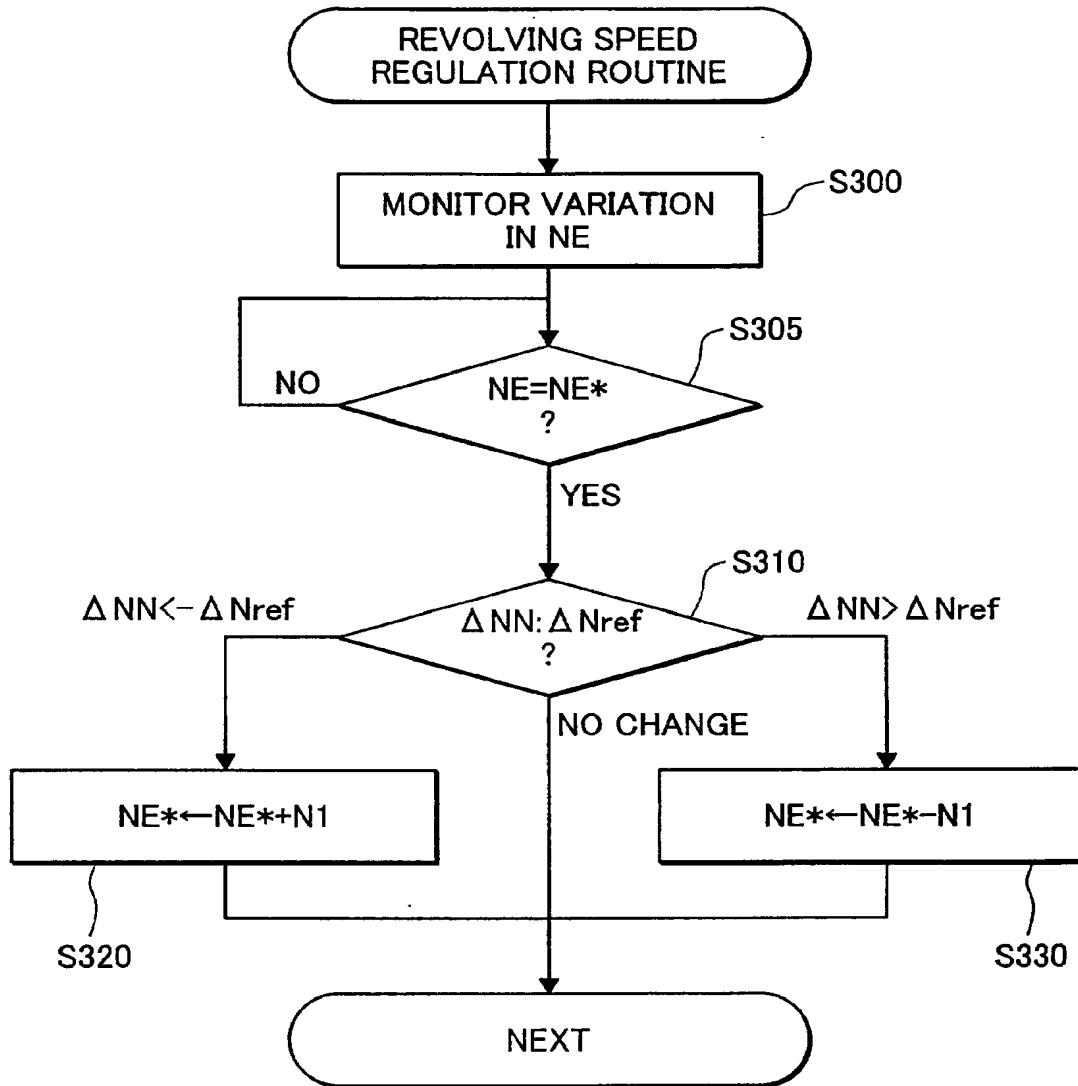 REVOLVING SPEED
REGULATION ROUTINE
MONITOR VARIATION
IN NE
S300
NE=NE*
?
S305
NO
YES
ΔNN:ΔNref
?
S310
ΔNN<-ΔNref
ΔNN>ΔNref
NO CHANGE
NE*←NE*+N1
NE*←NE*-N1
S320
S330
NEXT